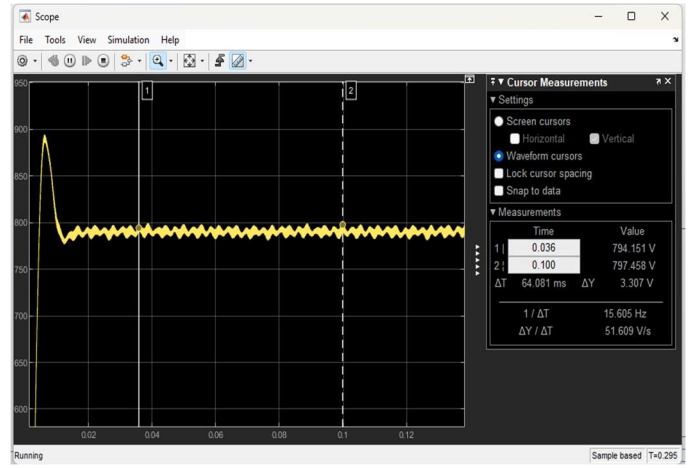 Scope
File Tools View Simulation Help
Cursor Measurements
Settings
Screen cursors
Horizontal Vertical
Waveform cursors
Lock cursor spacing
Snap to data
Measurements
Time Value
1 | 0.036 794.151 V
2 ¦ 0.100 797.458 V
ΔT 64.081 ms ΔY 3.307 V
1 / ΔT 15.605 Hz
ΔY / ΔT 51.609 V/s
1
2
950
900
850
800
750
700
650
600
0.02 0.04 0.06 0.08 0.1 0.12
Running Sample based T=0.295